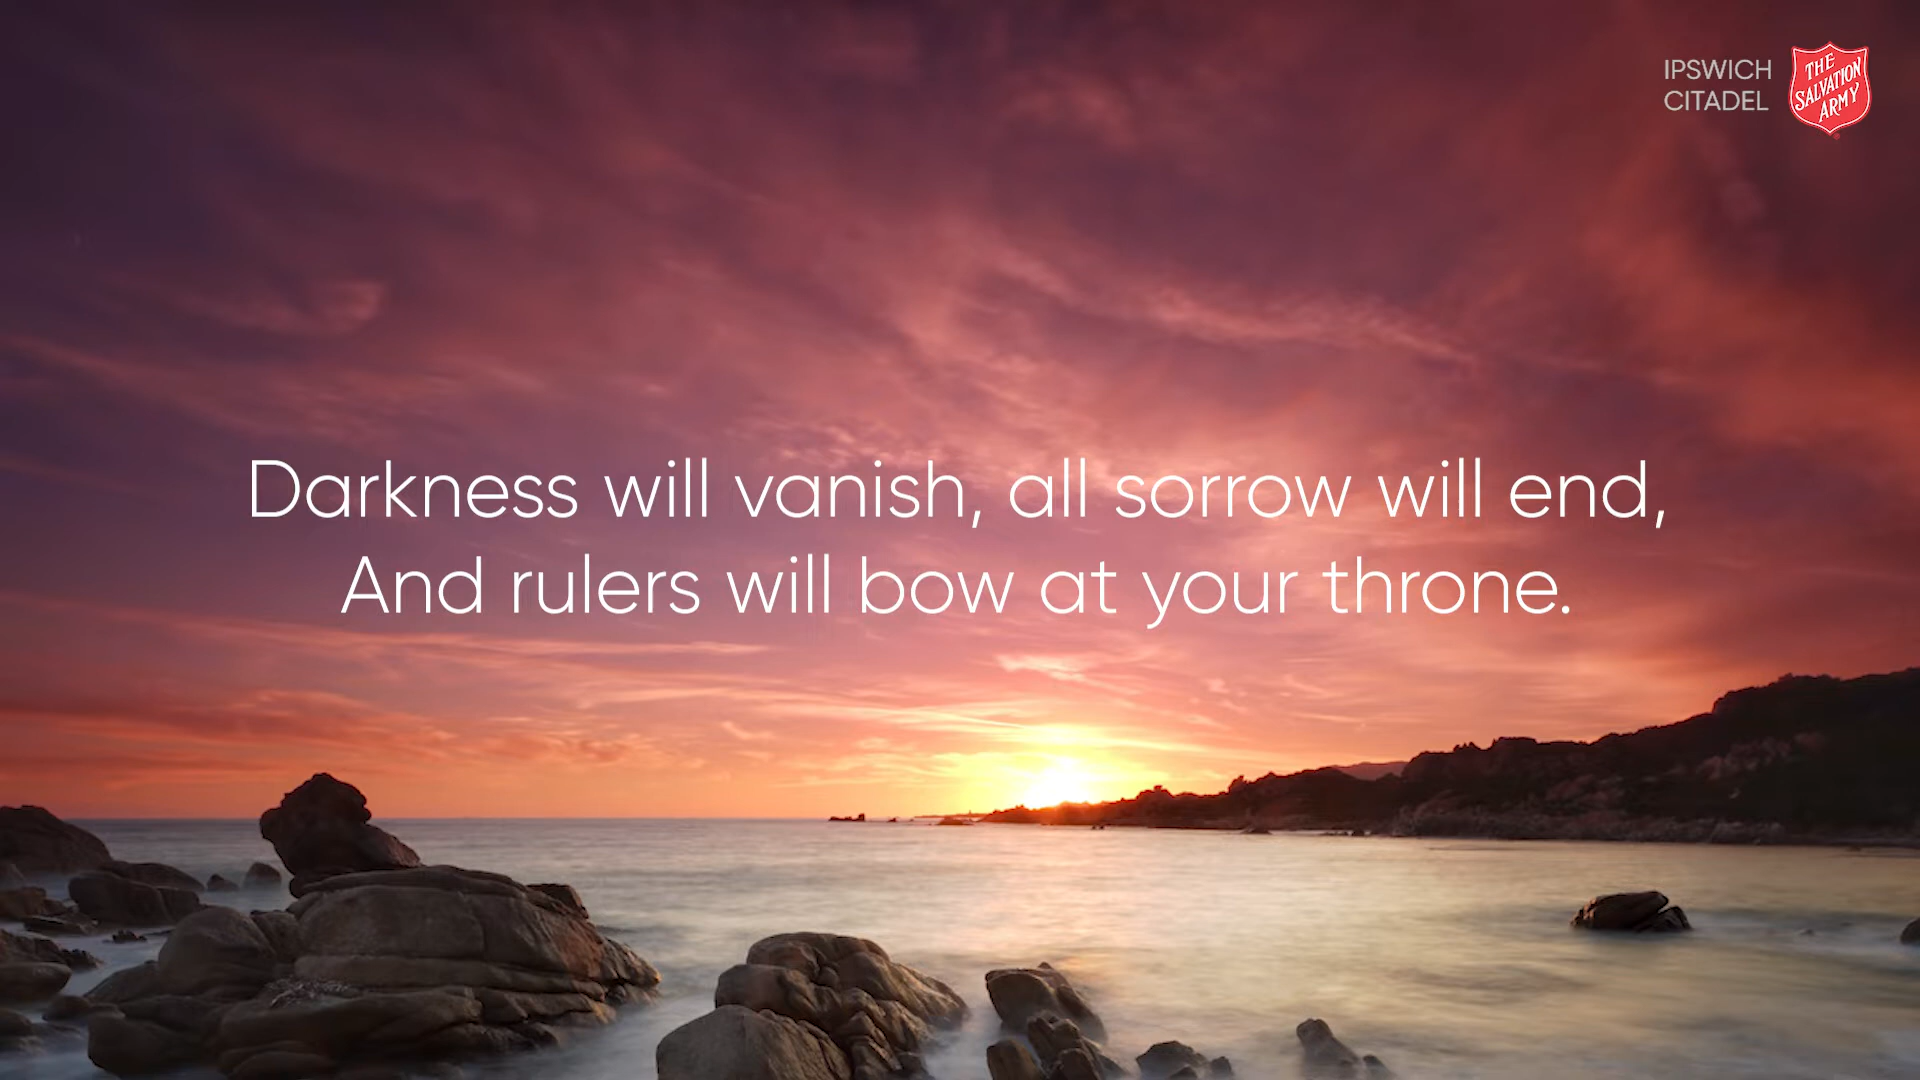 IPSWICH
CITADEL
THE
SALVATION
ARMY
Darkness will vanish, all sorrow will end,
And rulers will bow at your throne.